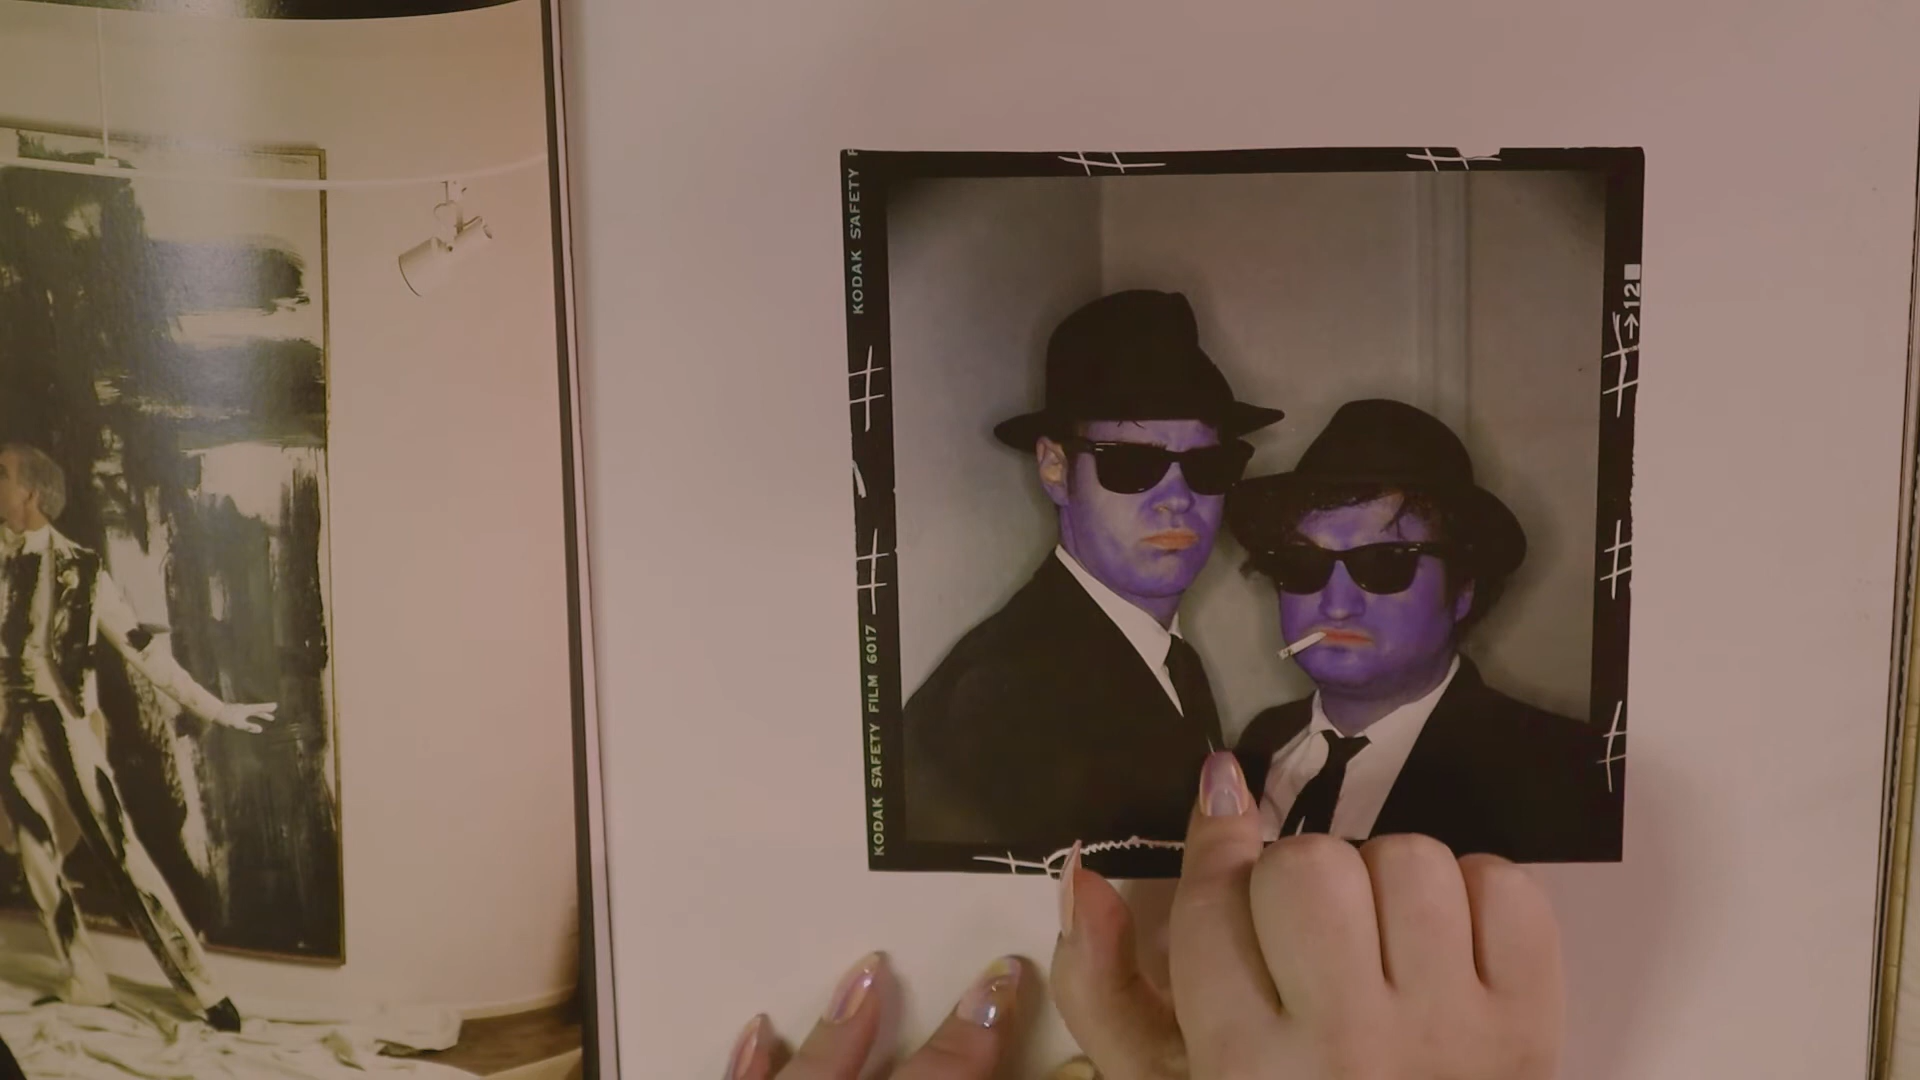 KODAK SAFETY F
KODAK SAFETY FILM 6017
→12